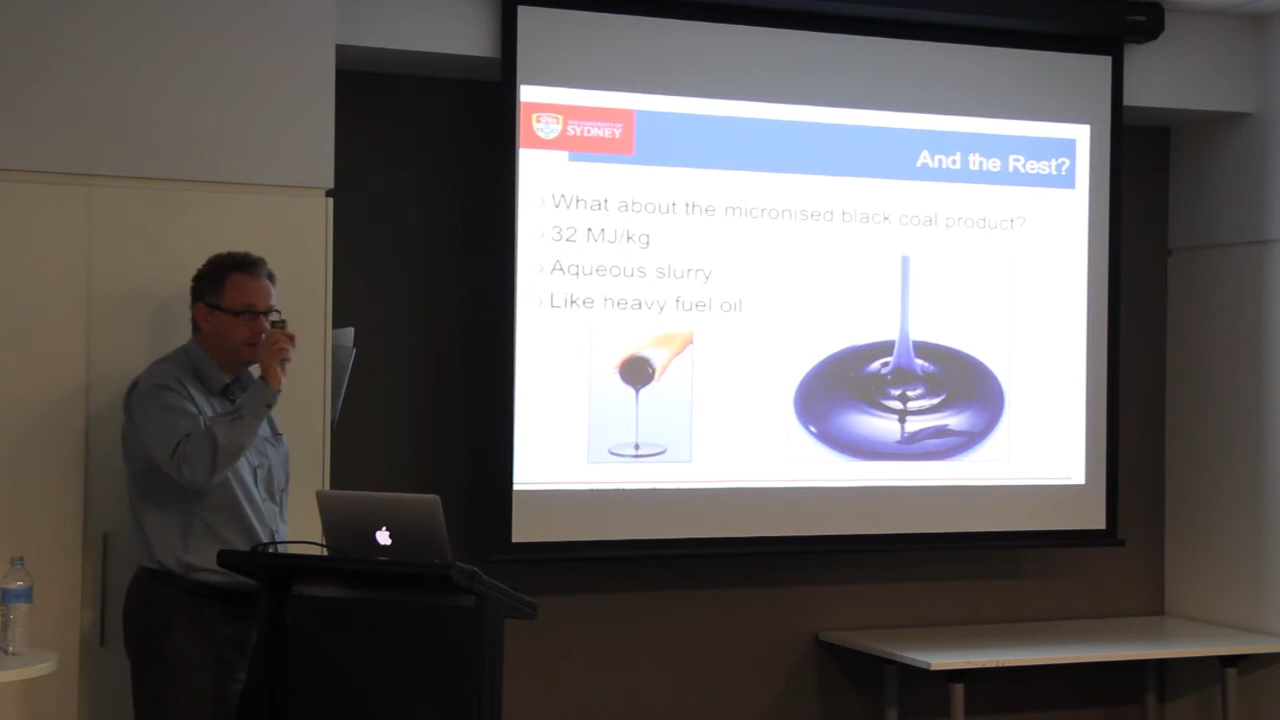 THE UNIVERSITY OF
SYDNEY
And the Rest?
What about the micronised black coal product?
32 MJ/kg
Aqueous slurry
Like heavy fuel oil